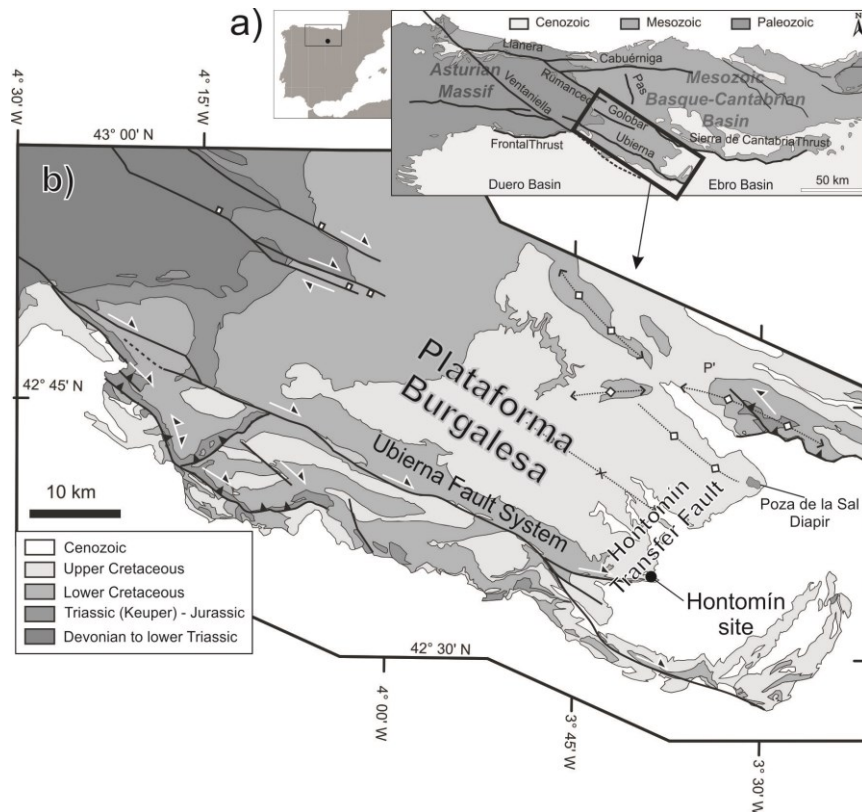 a)
Cenozoic
Mesozoic
Paleozoic
N
Llanera
Cabuérniga
Asturian
Massif
Ventaniella
Rumaceo
Pas
Mesozoic
Basque-Cantabrian
Basin
Golobar
Ubierna
Sierra de Cantabria Thrust
FrontalThrust
Duero Basin
Ebro Basin
50 km
4° 30' W
4° 15' W
43° 00' N
b)
42° 45' N
Plataforma
Burgalesa
P'
Ubierna Fault System
Hontomín
Transfer Fault
Poza de la Sal
Diapir
10 km
Hontomín
site
Cenozoic
Upper Cretaceous
Lower Cretaceous
Triassic (Keuper) - Jurassic
Devonian to lower Triassic
42° 30' N
4° 00' W
3° 45' W
3° 30' W